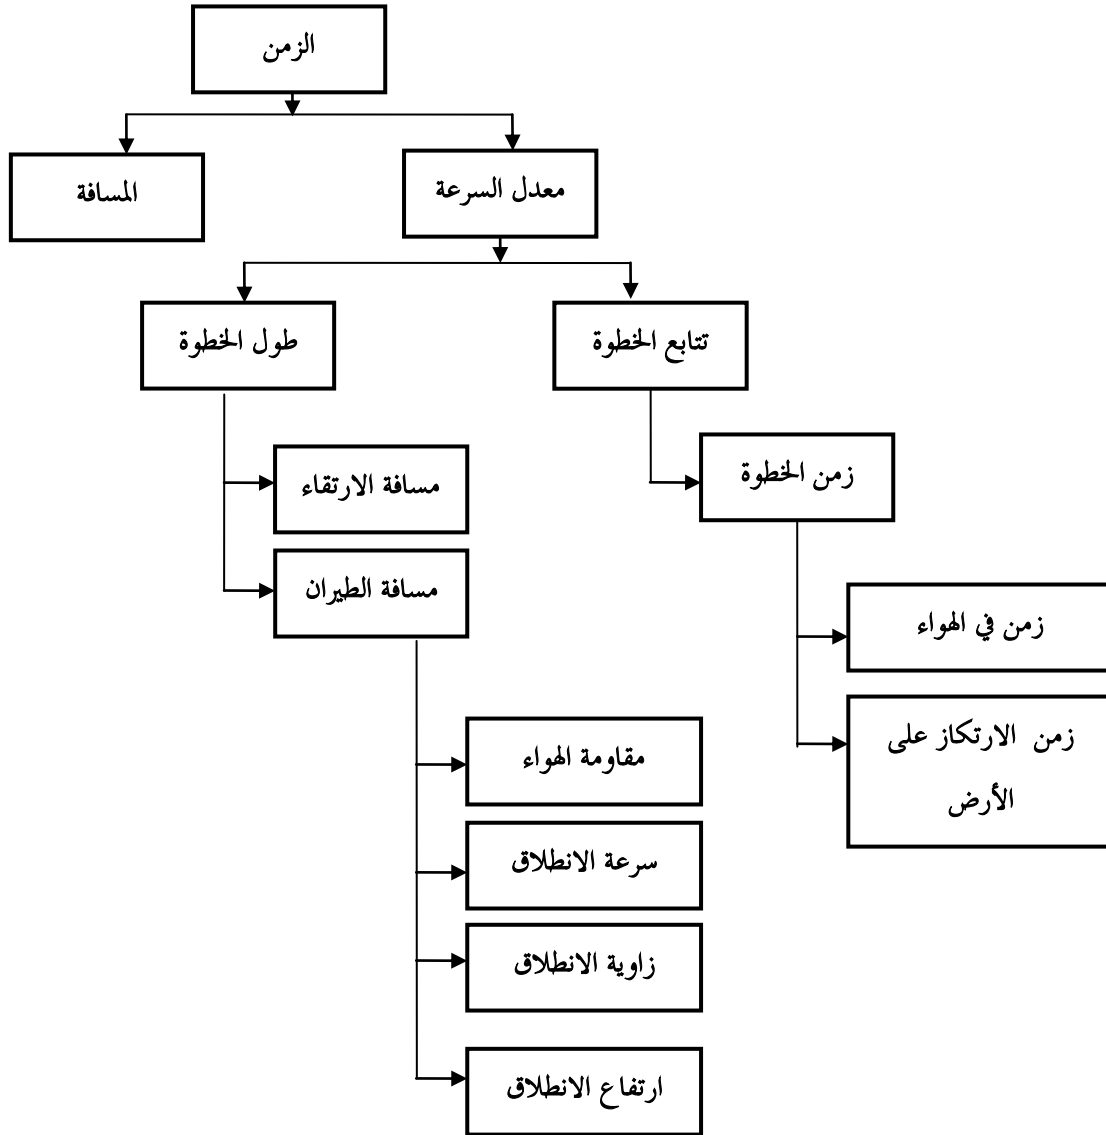 الزمن
معدل السرعة
المسافة
تتابع الخطوة
طول الخطوة
زمن الخطوة
مسافة الارتقاء
مسافة الطيران
زمن في الهواء
زمن الارتكاز على
الأرض
مقاومة الهواء
سرعة الانطلاق
زاوية الانطلاق
ارتفاع الانطلاق